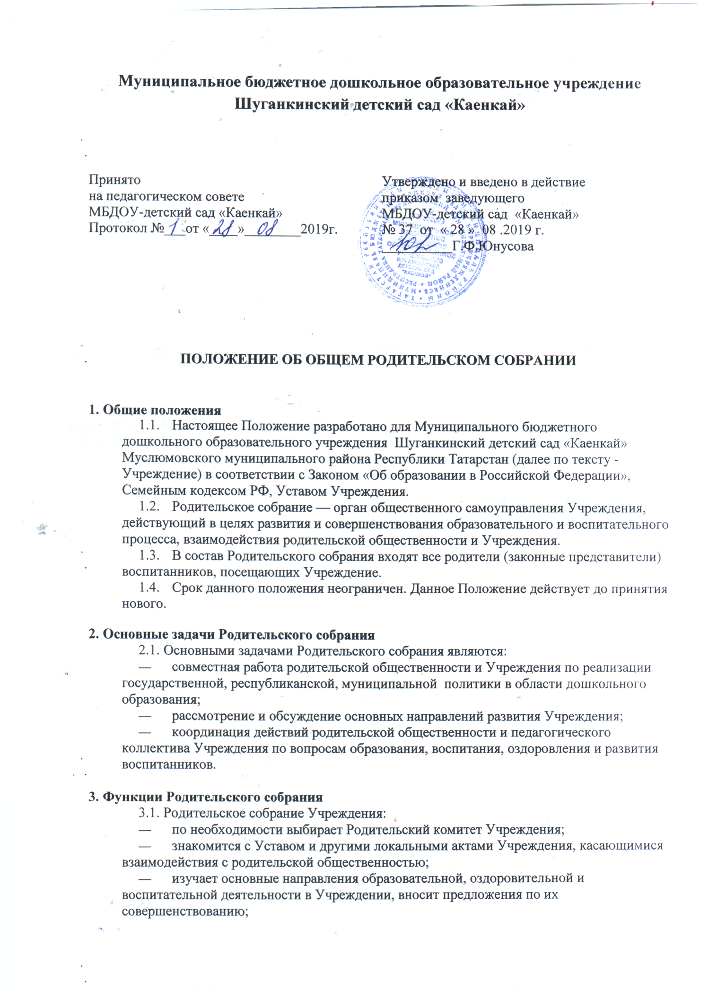 Муниципальное бюджетное дошкольное образовательное учреждение
Шуганкинский детский сад «Каенкай»
Принято
на педагогическом совете
МБДОУ-детский сад «Каенкай»
Протокол № 1 от « 28 » 08 2019г.
Утверждено и введено в действие
приказом заведующего
МБДОУ-детский сад «Каенкай»
№ 37 от « 28 » 08 .2019 г.
Г.Ф.Юнусова
ПОЛОЖЕНИЕ ОБ ОБЩЕМ РОДИТЕЛЬСКОМ СОБРАНИИ
1. Общие положения
1.1. Настоящее Положение разработано для Муниципального бюджетного
дошкольного образовательного учреждения Шуганкинский детский сад «Каенкай»
Муслюмовского муниципального района Республики Татарстан (далее по тексту -
Учреждение) в соответствии с Законом «Об образовании в Российской Федерации»,
Семейным кодексом РФ, Уставом Учреждения.
1.2. Родительское собрание — орган общественного самоуправления Учреждения,
действующий в целях развития и совершенствования образовательного и воспитательного
процесса, взаимодействия родительской общественности и Учреждения.
1.3. В состав Родительского собрания входят все родители (законные представители)
воспитанников, посещающих Учреждение.
1.4. Срок данного положения неограничен. Данное Положение действует до принятия
нового.
2. Основные задачи Родительского собрания
2.1. Основными задачами Родительского собрания являются:
— совместная работа родительской общественности и Учреждения по реализации
государственной, республиканской, муниципальной политики в области дошкольного
образования;
— рассмотрение и обсуждение основных направлений развития Учреждения;
— координация действий родительской общественности и педагогического
коллектива Учреждения по вопросам образования, воспитания, оздоровления и развития
воспитанников.
3. Функции Родительского собрания
3.1. Родительское собрание Учреждения:
— по необходимости выбирает Родительский комитет Учреждения;
— знакомится с Уставом и другими локальными актами Учреждения, касающимися
взаимодействия с родительской общественностью;
— изучает основные направления образовательной, оздоровительной и
воспитательной деятельности в Учреждении, вносит предложения по их
совершенствованию;